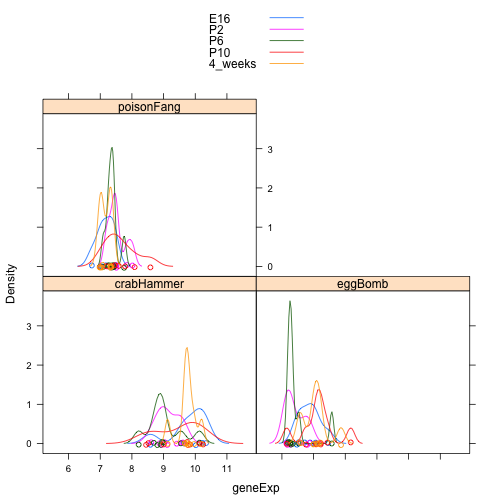 E16
P2
P6
P10
4_weeks
poisonFang
3
2
1
0
crabHammer
eggBomb
3
2
1
0
6 7 8 9 10 11
Density
geneExp